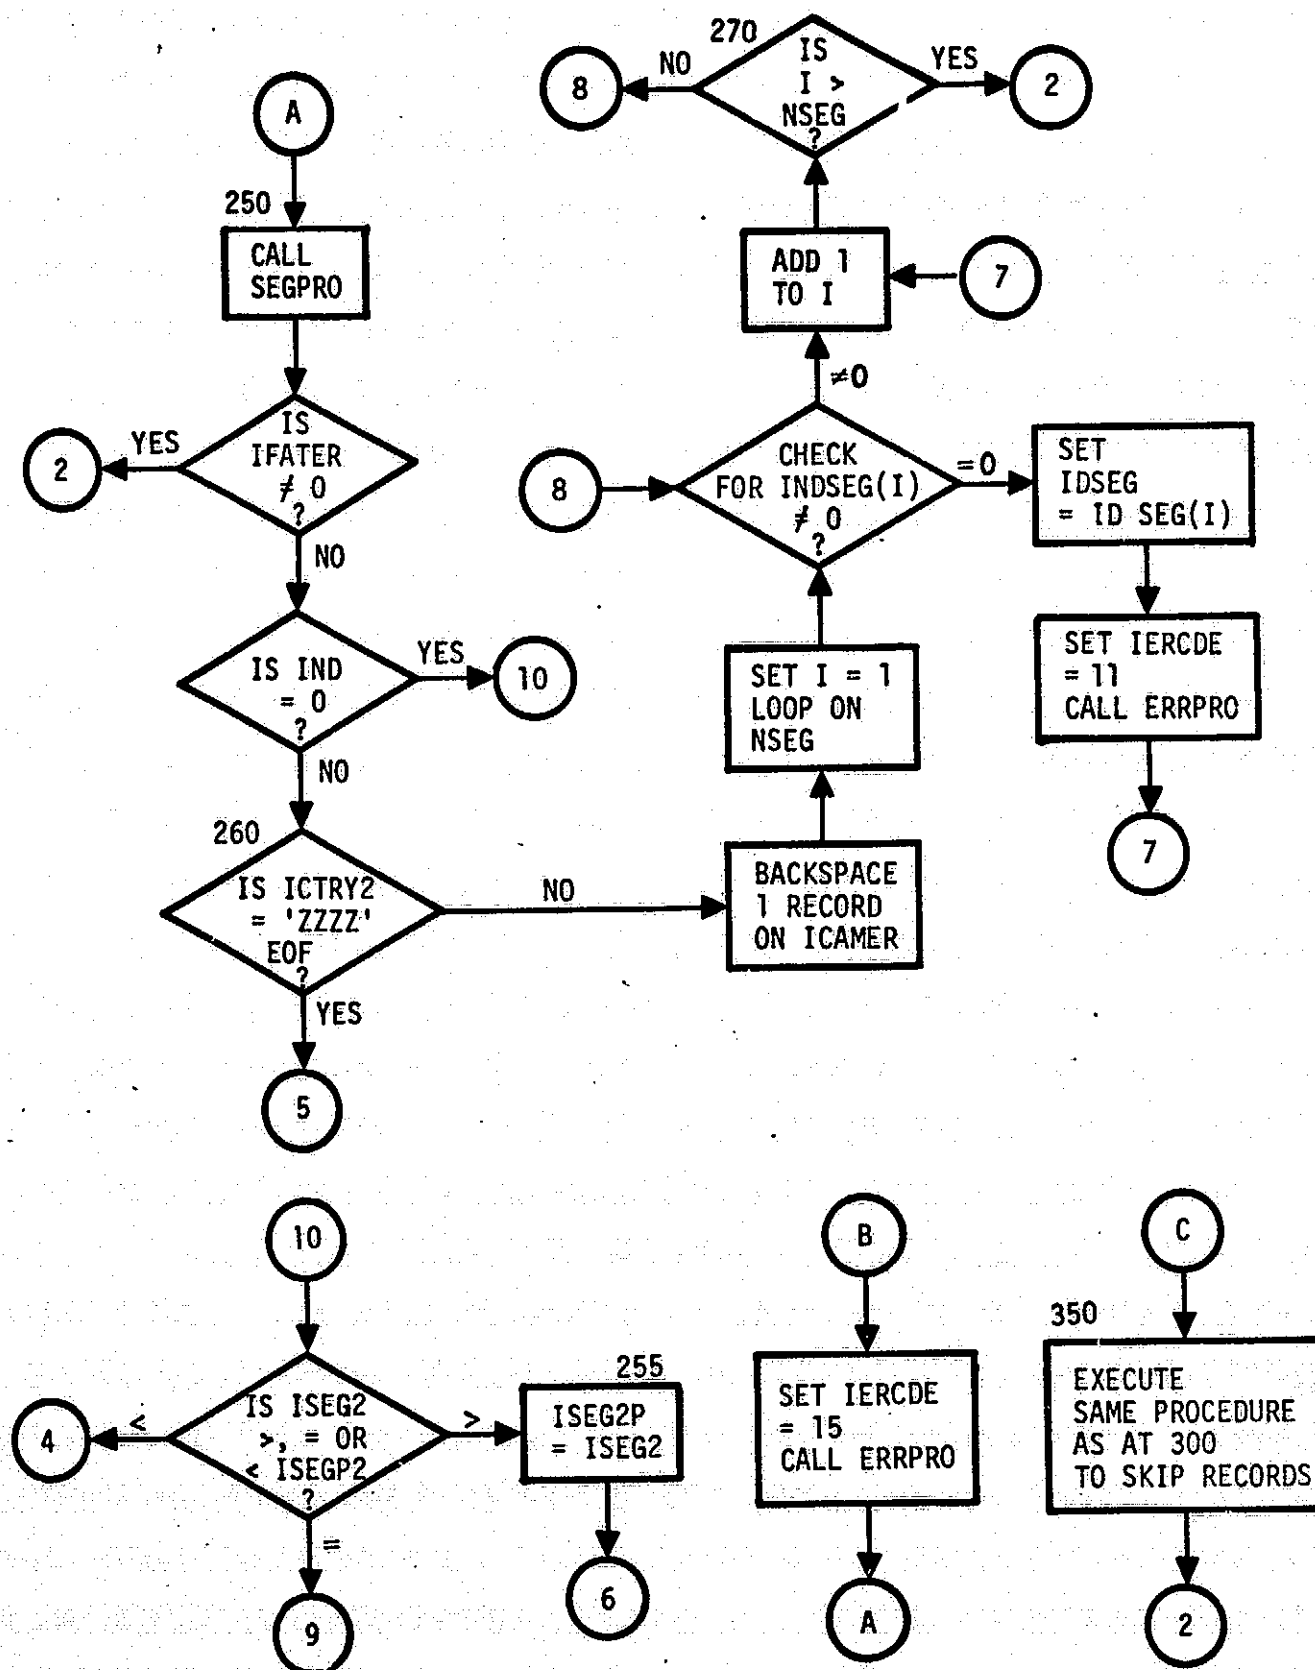 A
250
CALL
SEGPRO
IS
IFATER
≠ 0
?
YES
2
NO
IS IND
= 0
?
YES
10
NO
260
IS ICTRY2
= 'ZZZZ'
EOF
?
NO
YES
5
270
IS
I >
NSEG
?
NO
8
YES
2
ADD 1
TO I
7
≠0
8
CHECK
FOR INDSEG(I)
≠ 0
?
=0
SET
IDSEG
= ID SEG(I)
SET IERCDE
= 11
CALL ERRPRO
7
SET I = 1
LOOP ON
NSEG
BACKSPACE
1 RECORD
ON ICAMER
10
IS ISEG2
>, = OR
< ISEGP2
?
<
4
>
255
ISEG2P
= ISEG2
6
=
9
B
SET IERCDE
= 15
CALL ERRPRO
A
C
350
EXECUTE
SAME PROCEDURE
AS AT 300
TO SKIP RECORDS
2